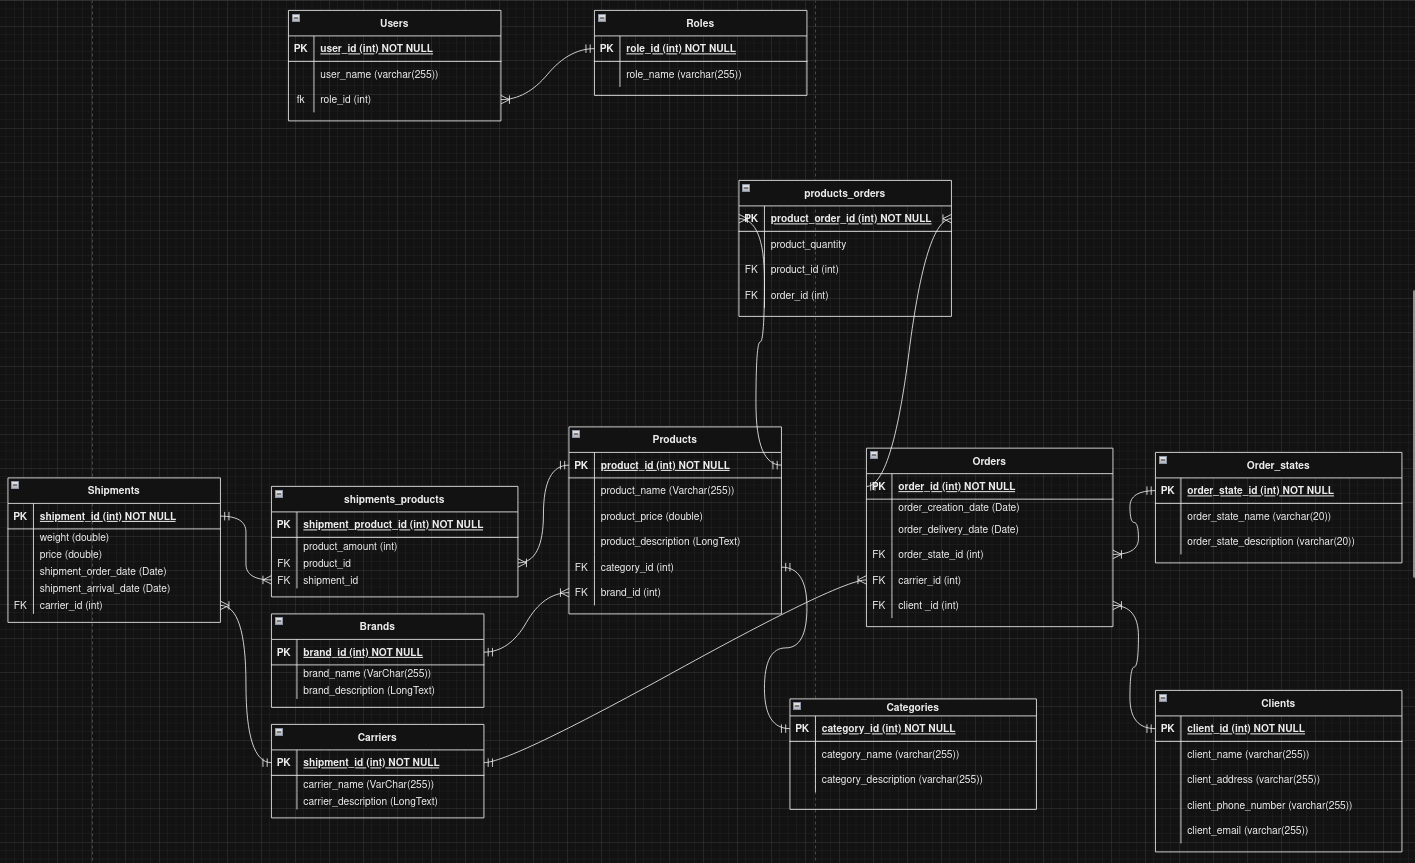 Users
PK user_id (int) NOT NULL
user_name (varchar(255))
fk role_id (int)
Roles
PK role_id (int) NOT NULL
role_name (varchar(255))
products_orders
PK product_order_id (int) NOT NULL
product_quantity
FK product_id (int)
FK order_id (int)
Shipments
PK shipment_id (int) NOT NULL
weight (double)
price (double)
shipment_order_date (Date)
shipment_arrival_date (Date)
FK carrier_id (int)
shipments_products
PK shipment_product_id (int) NOT NULL
product_amount (int)
FK product_id
FK shipment_id
Brands
PK brand_id (int) NOT NULL
brand_name (VarChar(255))
brand_description (LongText)
Carriers
PK shipment_id (int) NOT NULL
carrier_name (VarChar(255))
carrier_description (LongText)
Products
PK product_id (int) NOT NULL
product_name (Varchar(255))
product_price (double)
product_description (LongText)
FK category_id (int)
FK brand_id (int)
Orders
PK order_id (int) NOT NULL
order_creation_date (Date)
order_delivery_date (Date)
FK order_state_id (int)
FK carrier_id (int)
FK client _id (int)
Order_states
PK order_state_id (int) NOT NULL
order_state_name (varchar(20))
order_state_description (varchar(20))
Categories
PK category_id (int) NOT NULL
category_name (varchar(255))
category_description (varchar(255))
Clients
PK client_id (int) NOT NULL
client_name (varchar(255))
client_address (varchar(255))
client_phone_number (varchar(255))
client_email (varchar(255))